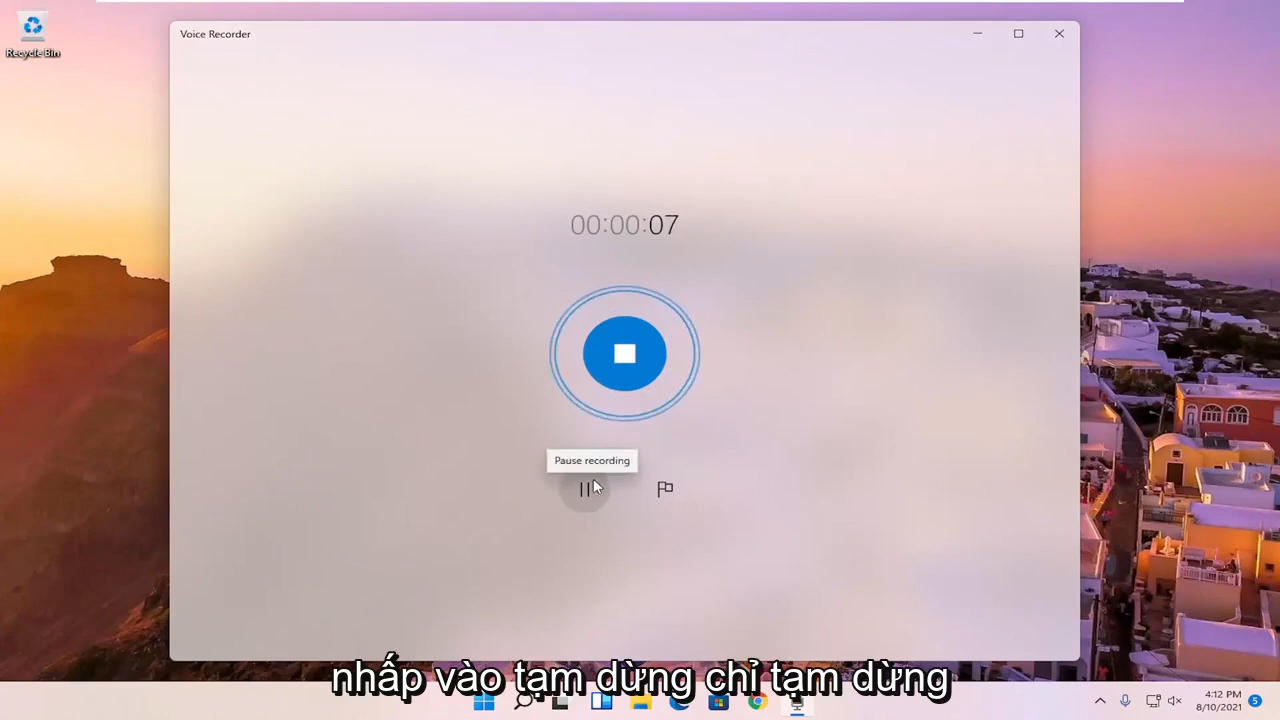 Recycle Bin
Voice Recorder
00:00:07
Pause recording
nhấp vào tạm dừng chỉ tạm dừng
4:12 PM
8/10/2021
5